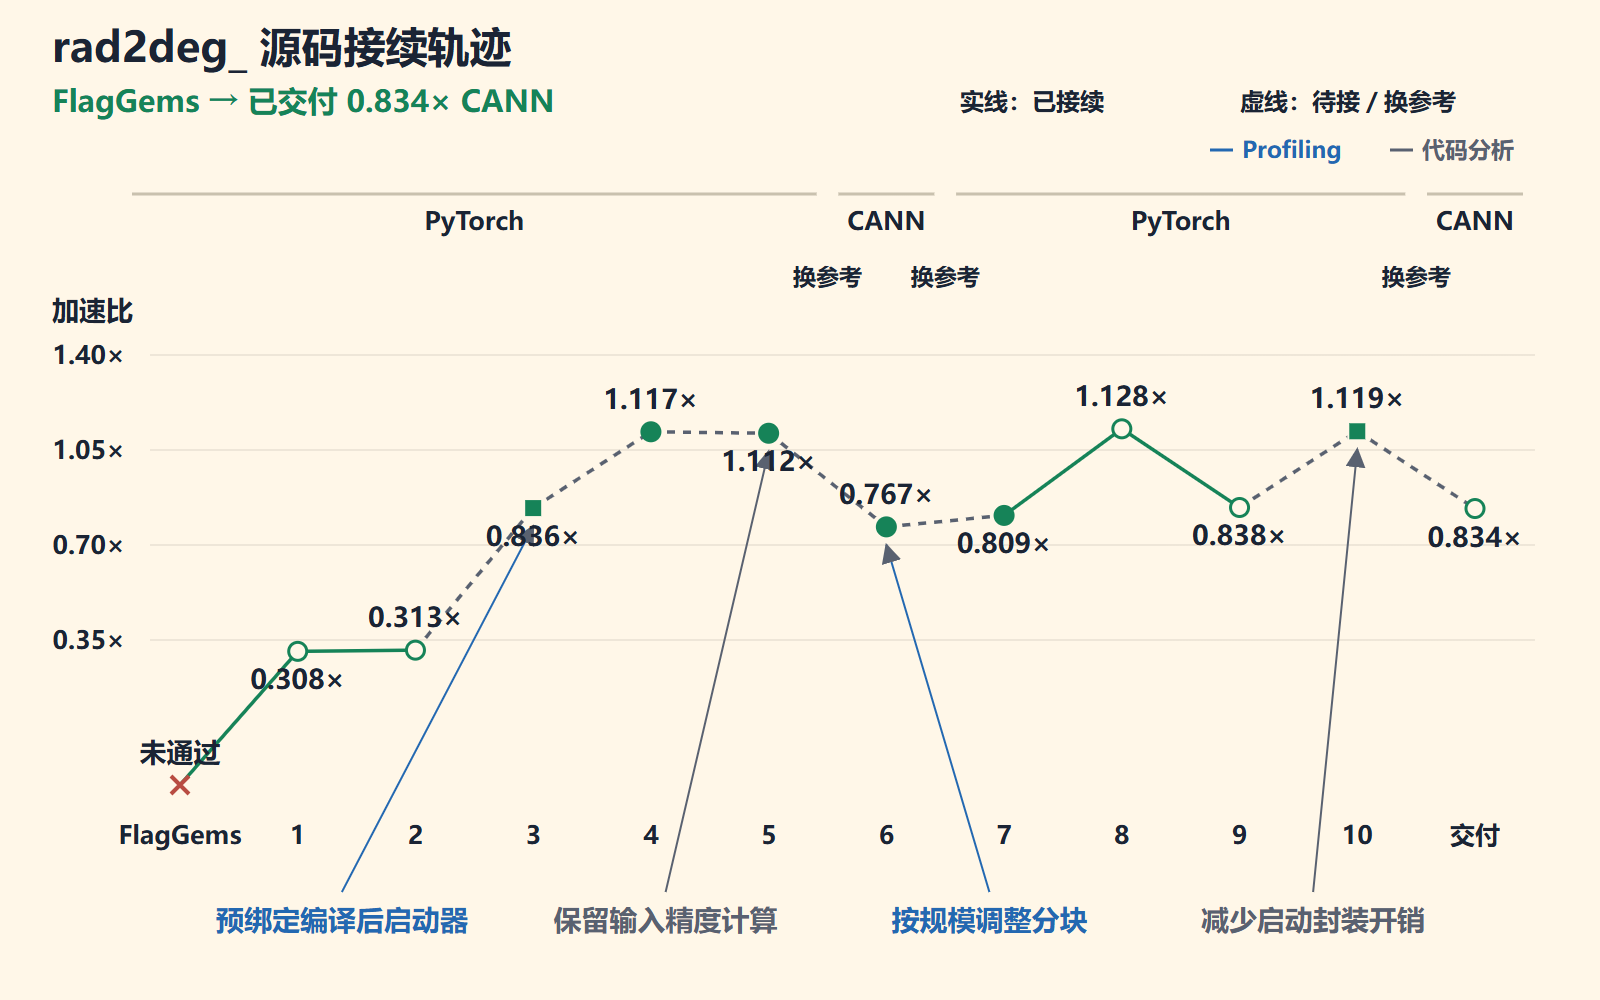 rad2deg_ 源码接续轨迹
FlagGems → 已交付 0.834× CANN
实线：已接续
虚线：待接 / 换参考
Profiling
代码分析
PyTorch
CANN
PyTorch
CANN
换参考
换参考
换参考
加速比
1.40×
1.05×
0.70×
0.35×
未通过
0.308×
0.313×
0.836×
1.117×
1.112×
0.767×
0.809×
1.128×
0.838×
1.119×
0.834×
FlagGems
1
2
3
4
5
6
7
8
9
10
交付
预绑定编译后启动器
保留输入精度计算
按规模调整分块
减少启动封装开销